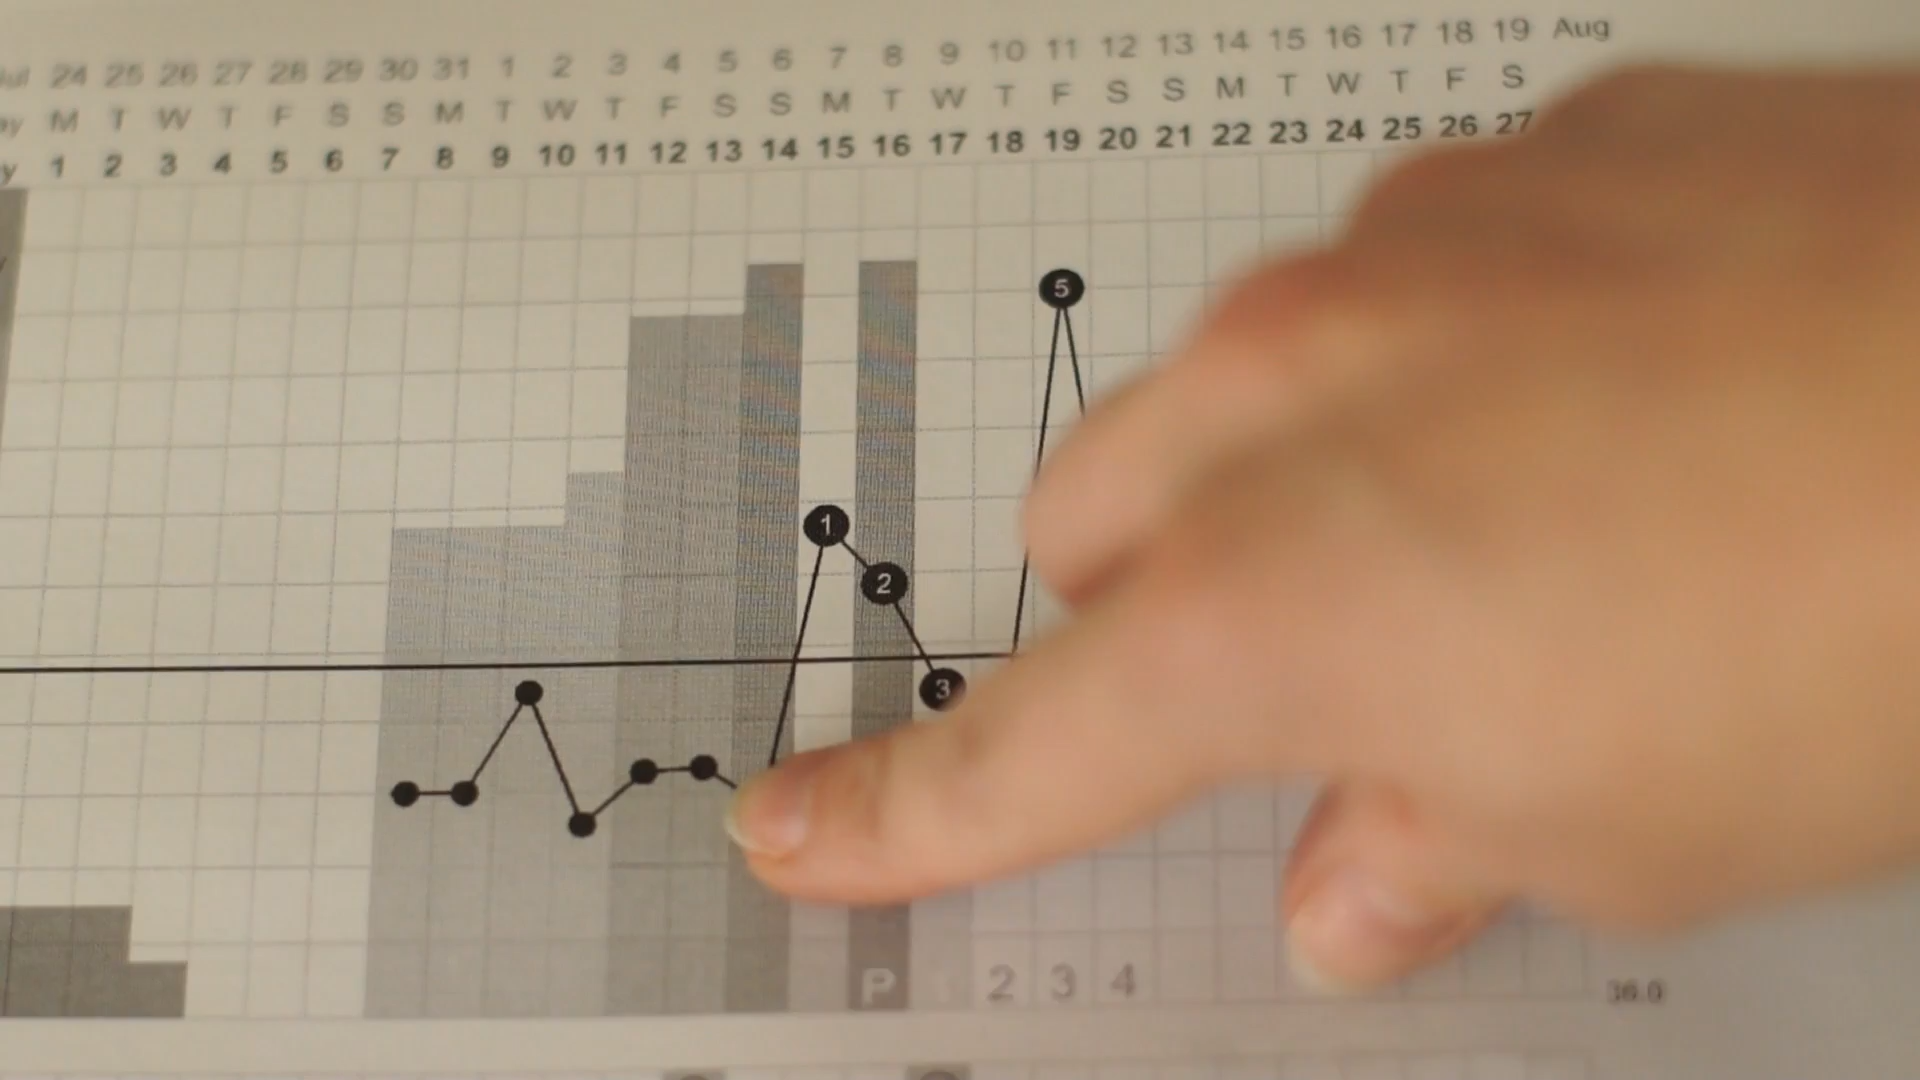 Jul 24 25 26 27 28 29 30 31 1 2 3 4 5 6 7 8 9 10 11 12 13 14 15 16 17 18 19 Aug
ay M T W T F S S M T W T F S S M T W T F S S M T W T F S
y 1 2 3 4 5 6 7 8 9 10 11 12 13 14 15 16 17 18 19 20 21 22 23 24 25 26 27
5
1
2
3
P 2 3 4
36.0